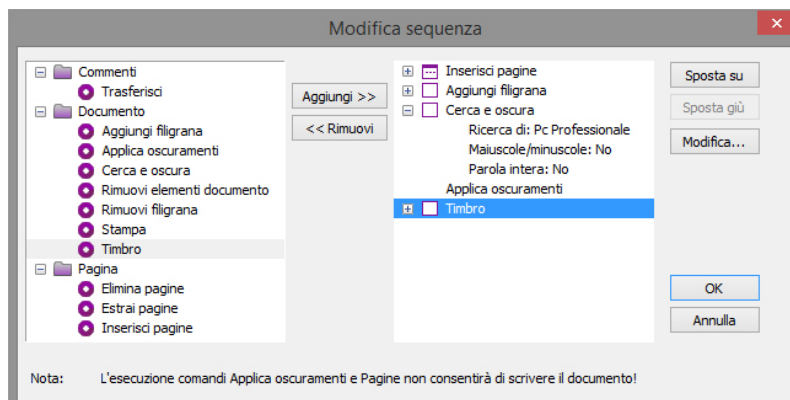 Modifica sequenza
Commenti
Trasferisci
Documento
Aggiungi filigrana
Applica oscuramenti
Cerca e oscura
Rimuovi elementi documento
Rimuovi filigrana
Stampa
Timbro
Pagina
Elimina pagine
Estrai pagine
Inserisci pagine
Aggiungi >>
<< Rimuovi
Inserisci pagine
Aggiungi filigrana
Cerca e oscura
Ricerca di: Pc Professionale
Maiuscole/minuscole: No
Parola intera: No
Applica oscuramenti
Timbro
Sposta su
Sposta giù
Modifica...
OK
Annulla
Nota: L'esecuzione comandi Applica oscuramenti e Pagine non consentirà di scrivere il documento!